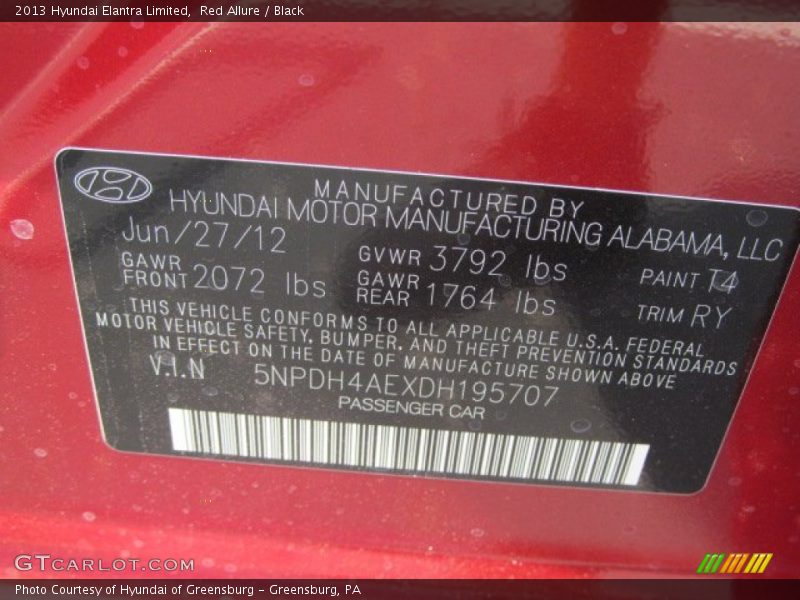 2013 Hyundai Elantra Limited, Red Allure / Black
MANUFACTURED BY
HYUNDAI MOTOR MANUFACTURING ALABAMA, LLC
Jun/27/12
GVWR 3792 lbs
PAINT T4
GAWR FRONT 2072 lbs
GAWR REAR 1764 lbs
TRIM RY
THIS VEHICLE CONFORMS TO ALL APPLICABLE U.S.A. FEDERAL
MOTOR VEHICLE SAFETY, BUMPER, AND THEFT PREVENTION STANDARDS
IN EFFECT ON THE DATE OF MANUFACTURE SHOWN ABOVE
V.I.N 5NPDH4AEXDH195707
PASSENGER CAR
GTCARLOT.COM
Photo Courtesy of Hyundai of Greensburg - Greensburg, PA